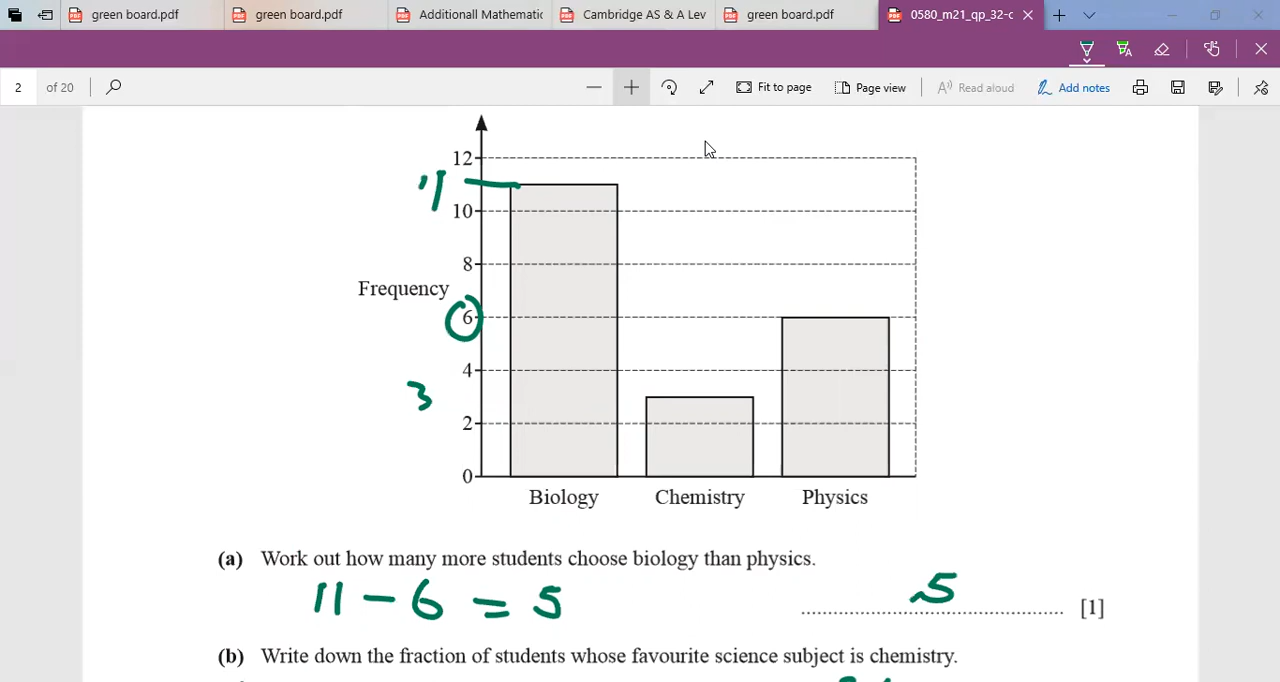 green board.pdf
green board.pdf
Additionall Mathematic
Cambridge AS & A Lev
green board.pdf
0580_m21_qp_32-c
2 of 20
Fit to page
Page view
Read aloud
Add notes
12
11
10
8
Frequency
6
4
3
2
0
Biology Chemistry Physics
(a) Work out how many more students choose biology than physics.
11 - 6 = 5
5
[1]
(b) Write down the fraction of students whose favourite science subject is chemistry.